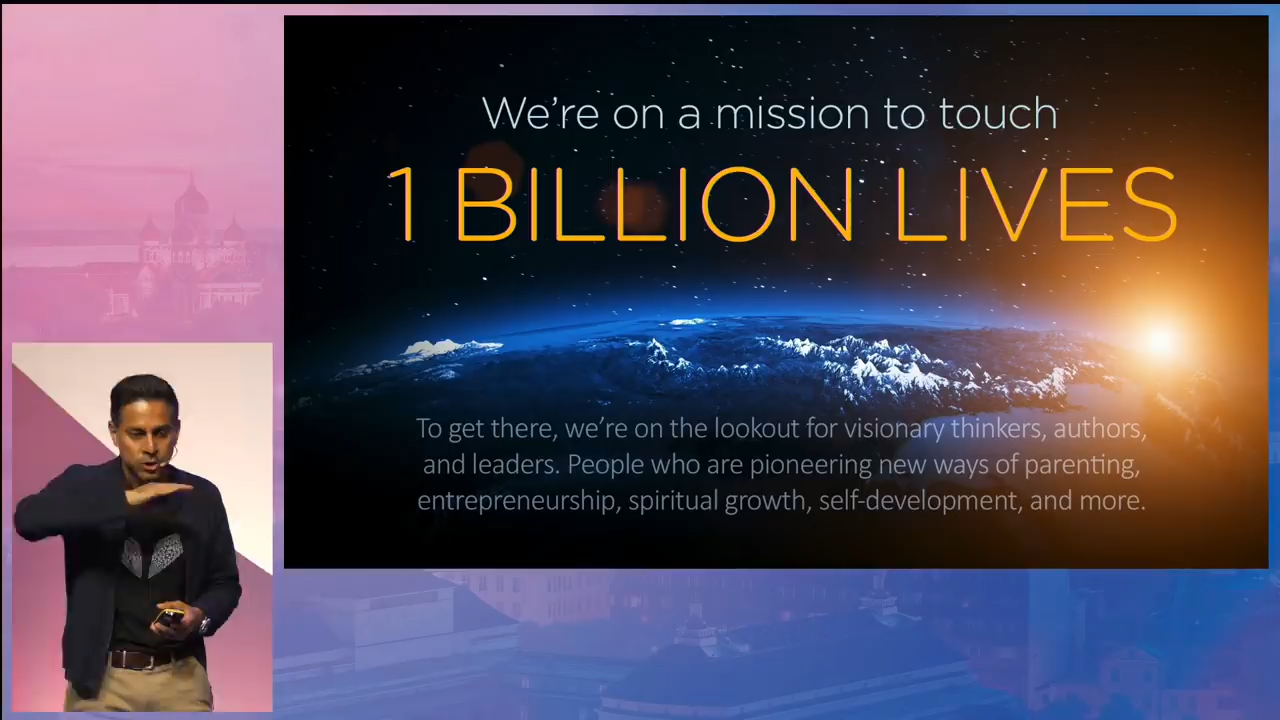 We’re on a mission to touch
1 BILLION LIVES
To get there, we’re on the lookout for visionary thinkers, authors,
and leaders. People who are pioneering new ways of parenting,
entrepreneurship, spiritual growth, self-development, and more.